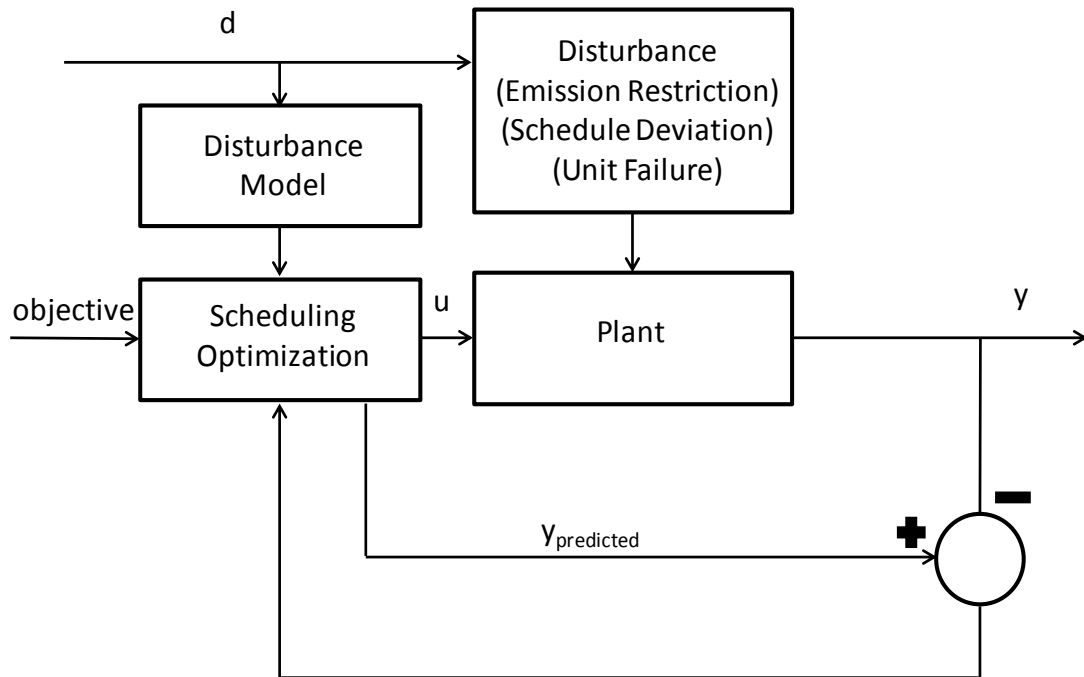 d
Disturbance
(Emission Restriction)
(Schedule Deviation)
(Unit Failure)
Disturbance
Model
objective
Scheduling
Optimization
u
Plant
y
−
+
ypredicted